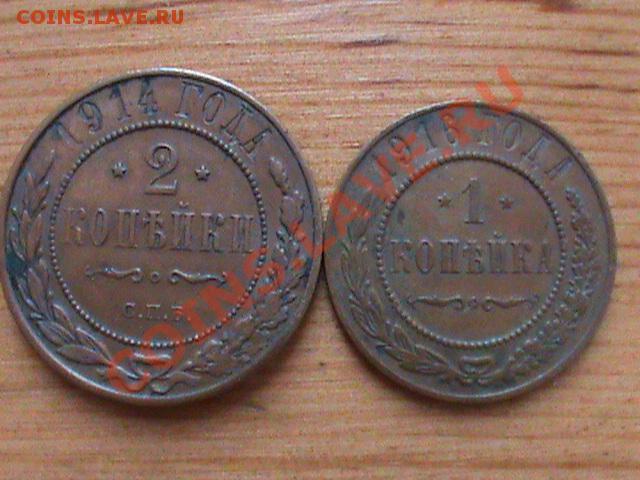 COINS.LAVE.RU
1914 ГОДА
* 2 *
КОПѢЙКИ
С.П.Б.
1916 ГОДА
* 1 *
КОПѢЙКА
COINS.LAVE.RU